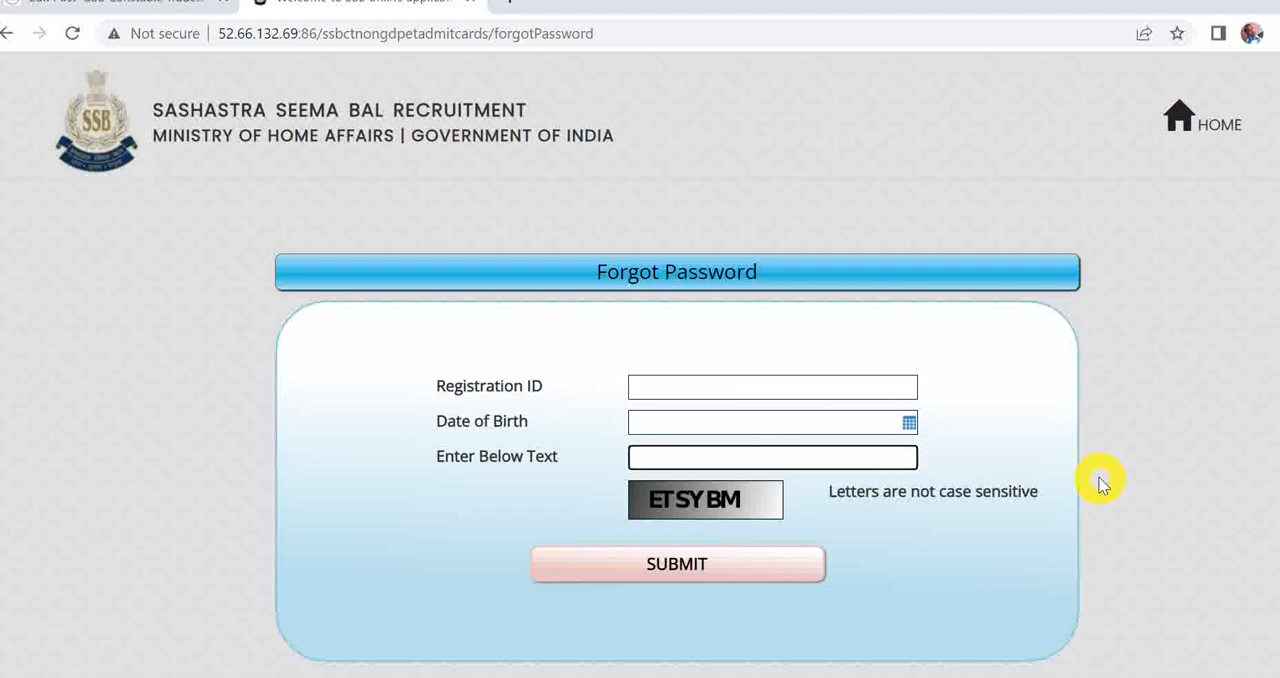 Not secure
52.66.132.69:86/ssbctnongdpetadmitcards/forgotPassword
SSB
SASHASTRA SEEMA BAL RECRUITMENT
MINISTRY OF HOME AFFAIRS | GOVERNMENT OF INDIA
HOME
Forgot Password
Registration ID
Date of Birth
Enter Below Text
ETSYBM
Letters are not case sensitive
SUBMIT